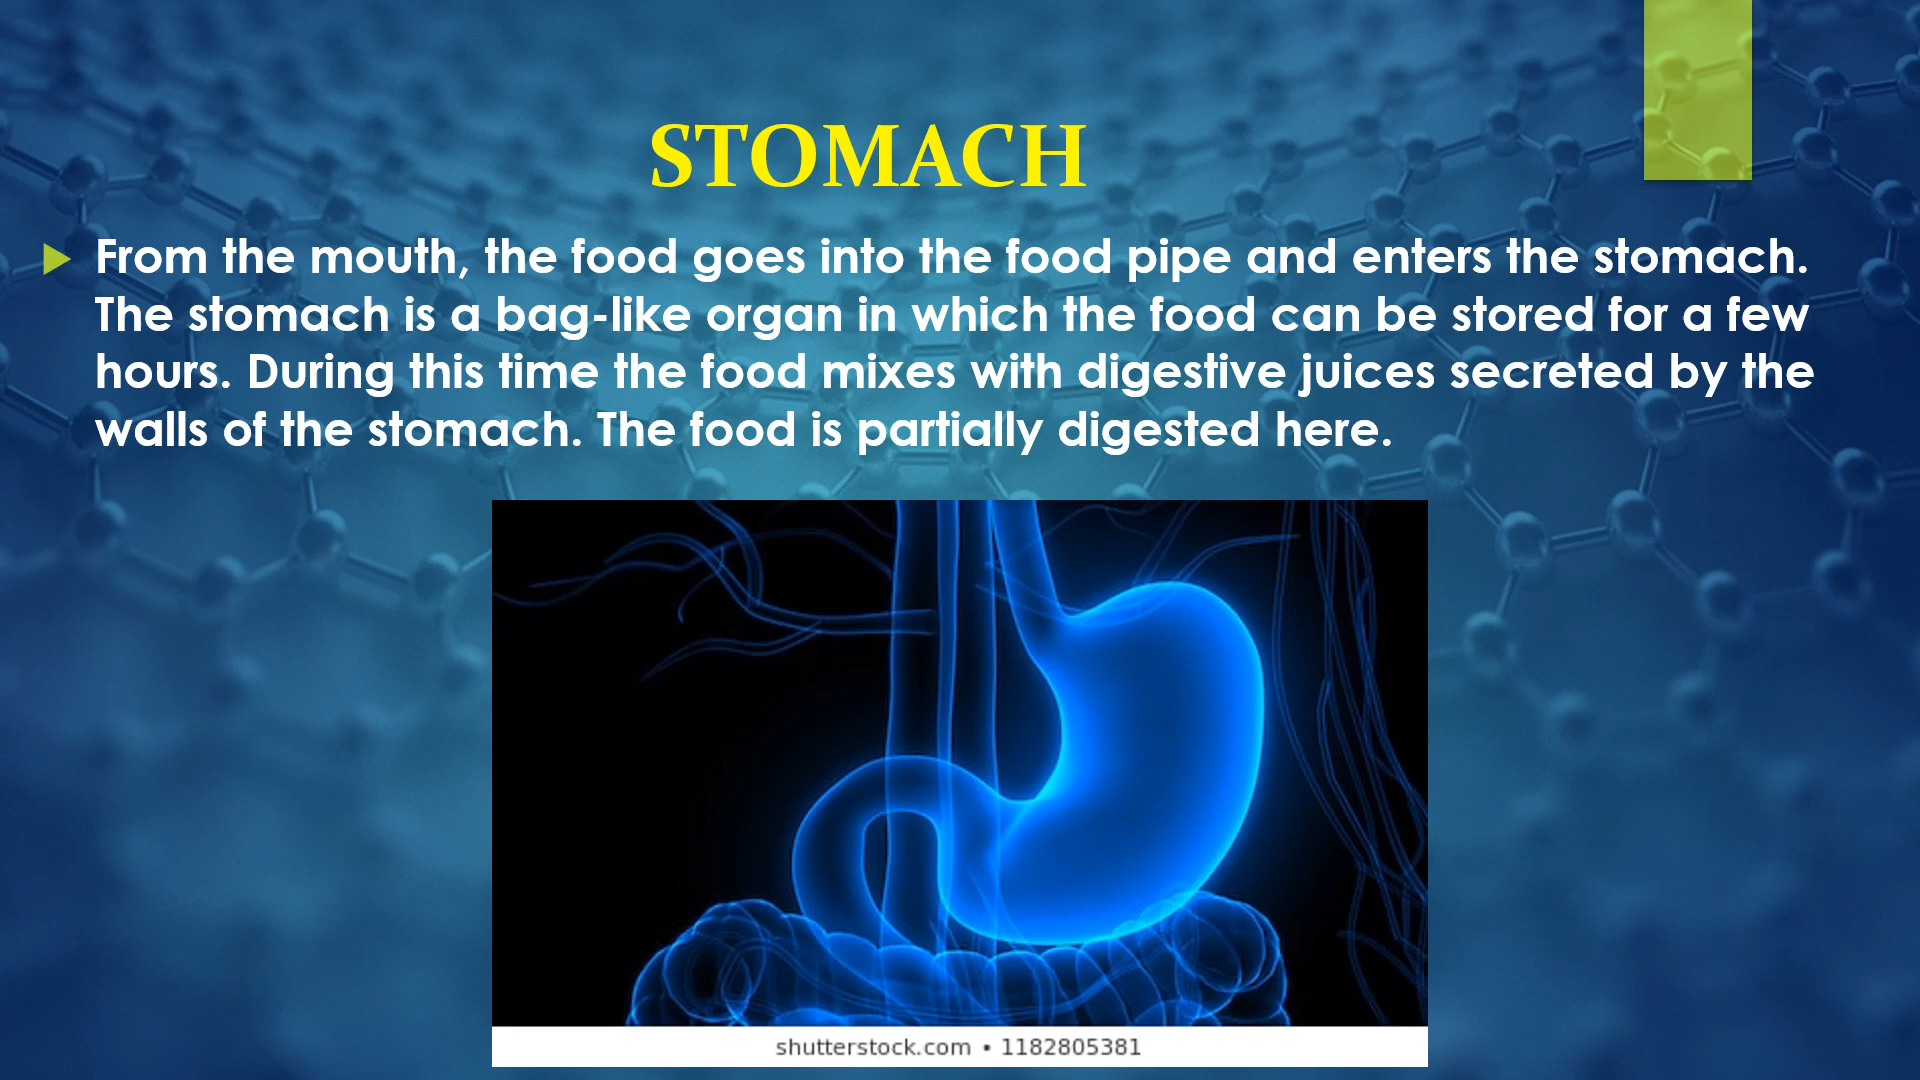 STOMACH
From the mouth, the food goes into the food pipe and enters the stomach.
The stomach is a bag-like organ in which the food can be stored for a few
hours. During this time the food mixes with digestive juices secreted by the
walls of the stomach. The food is partially digested here.
shutterstock.com • 1182805381